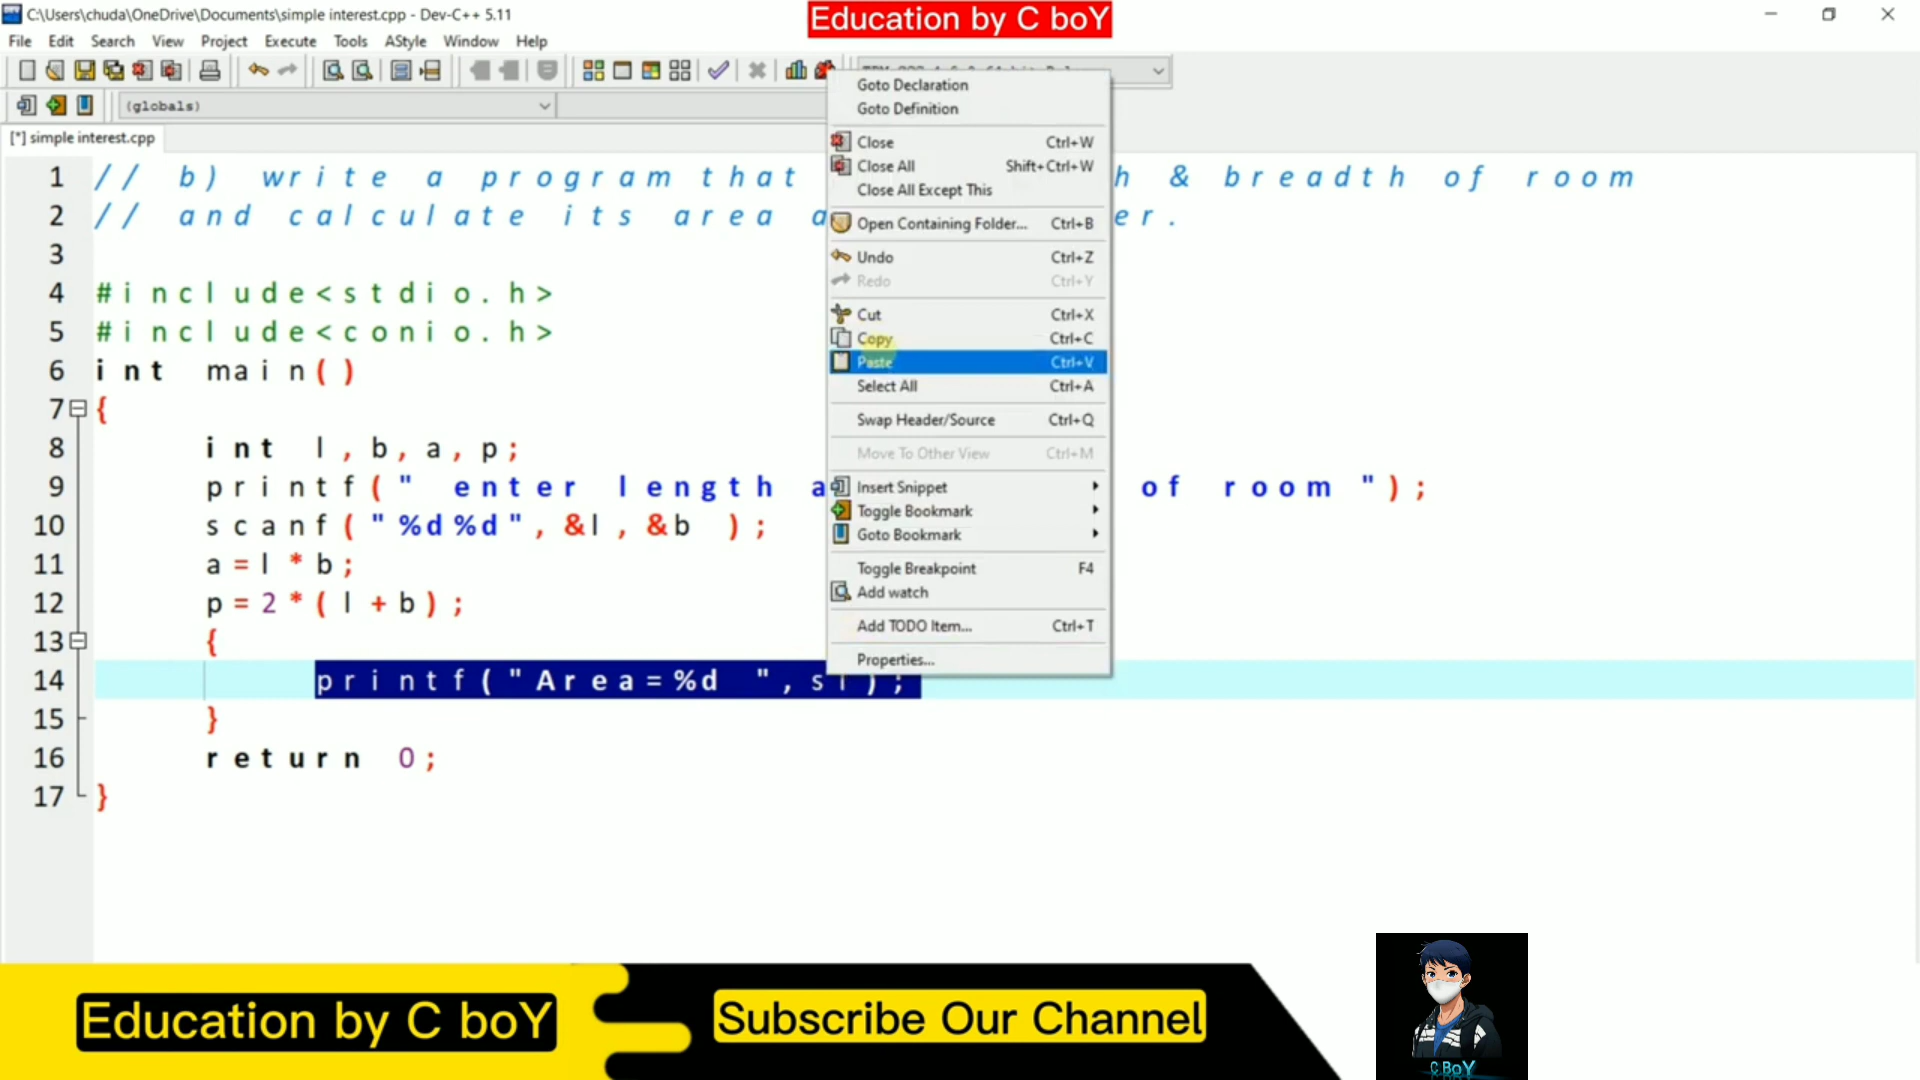 C:\Users\chuda\OneDrive\Documents\simple interest.cpp - Dev-C++ 5.11
Education by C boY
File Edit Search View Project Execute Tools AStyle Window Help
(globals)
[*] simple interest.cpp
Goto Declaration
Goto Definition
Close Ctrl+W
Close All Shift+Ctrl+W
Close All Except This
Open Containing Folder... Ctrl+B
Undo Ctrl+Z
Redo Ctrl+Y
Cut Ctrl+X
Copy Ctrl+C
Paste Ctrl+V
Select All Ctrl+A
Swap Header/Source Ctrl+Q
Move To Other View Ctrl+M
Insert Snippet
Toggle Bookmark
Goto Bookmark
Toggle Breakpoint F4
Add watch
Add TODO Item... Ctrl+T
Properties...
1 // b) write a program that & breadth of room
2 // and calculate its area
3
4 #include<stdio.h>
5 #include<conio.h>
6 int main()
7 {
8 int l,b,a,p;
9 printf(" enter length of room ");
10 scanf("%d%d",&l,&b );
11 a=l*b;
12 p=2*(l+b);
13 {
14 printf("Area=%d ", );
15 }
16 return 0;
17 }
Education by C boY
Subscribe Our Channel
C BoY